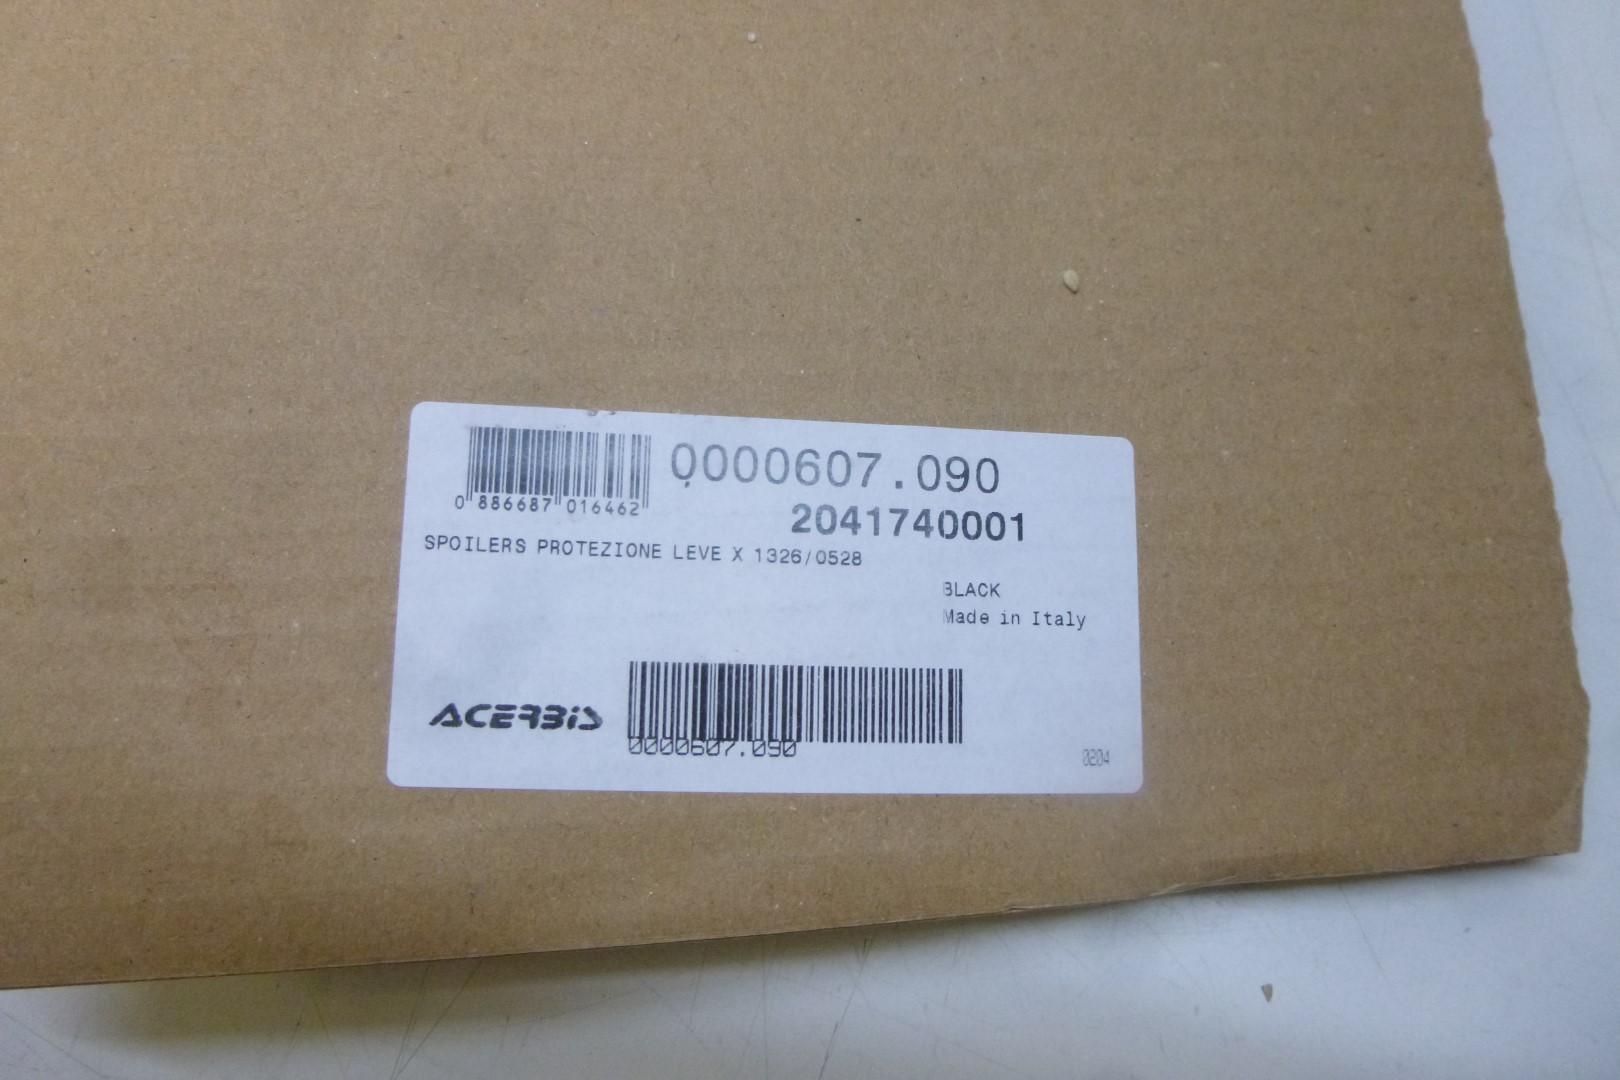 0000607.090
0 886687 016462
2041740001
SPOILERS PROTEZIONE LEVE X 1326/0528
BLACK
Made in Italy
ACERBIS
0000607.090
0204